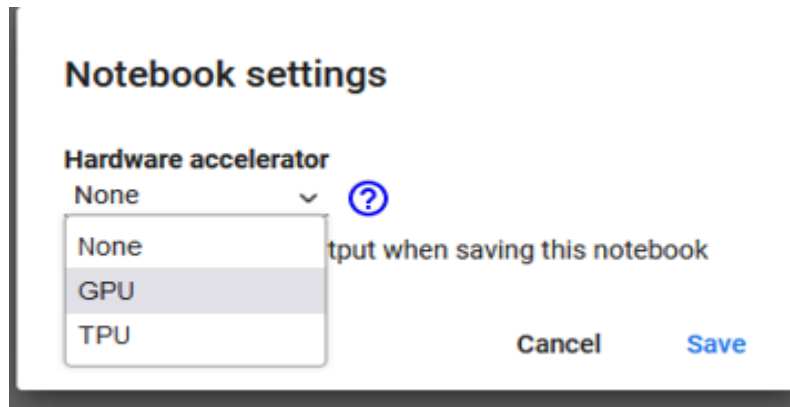 Notebook settings
Hardware accelerator
None
?
None
tput when saving this notebook
GPU
TPU
Cancel Save